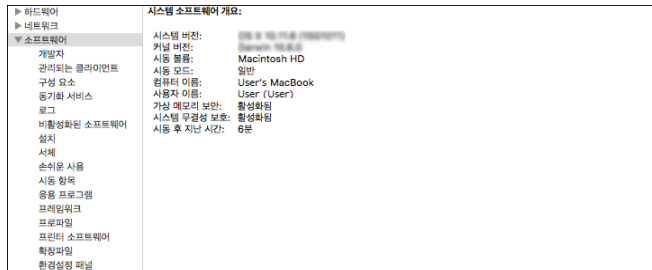 하드웨어
네트워크
소프트웨어
개발자
관리되는 클라이언트
구성 요소
동기화 서비스
로그
비활성화된 소프트웨어
설치
서체
손쉬운 사용
시동 항목
응용 프로그램
프레임워크
프로파일
프린터 소프트웨어
확장파일
환경설정 패널
시스템 소프트웨어 개요:
시스템 버전:
커널 버전:
시동 볼륨: Macintosh HD
시동 모드: 일반
컴퓨터 이름: User's MacBook
사용자 이름: User (User)
가상 메모리 보안: 활성화됨
시스템 무결성 보호: 활성화됨
시동 후 지난 시간: 6분